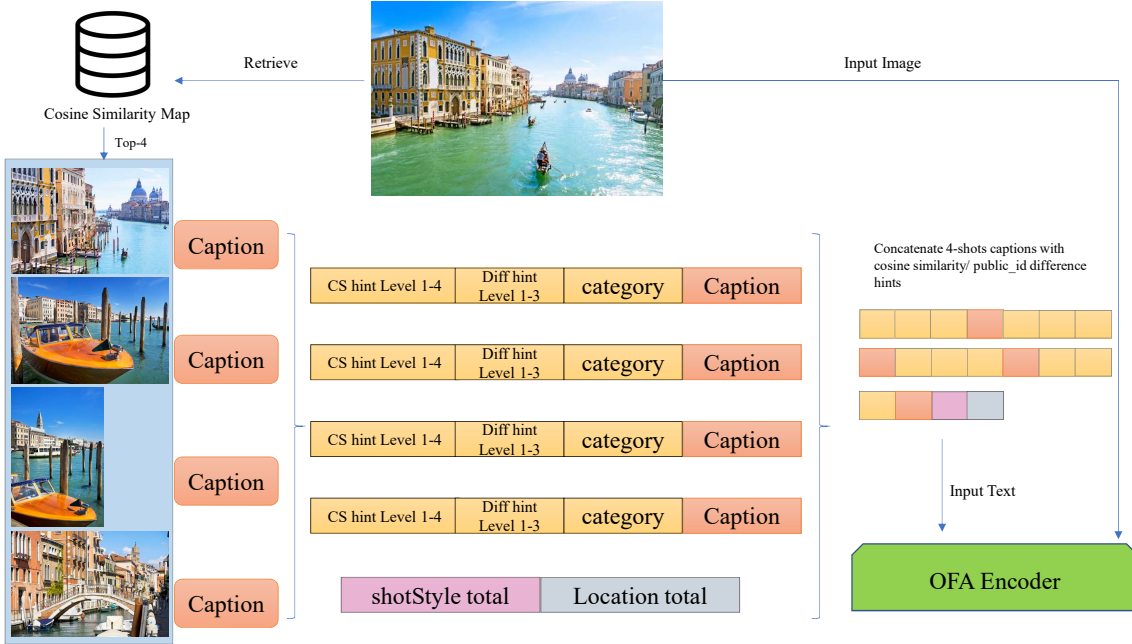 Retrieve
Input Image
Cosine Similarity Map
Top-4
Caption
Caption
Caption
Caption
CS hint Level 1-4
Diff hint
Level 1-3
category
Caption
CS hint Level 1-4
Diff hint
Level 1-3
category
Caption
CS hint Level 1-4
Diff hint
Level 1-3
category
Caption
CS hint Level 1-4
Diff hint
Level 1-3
category
Caption
shotStyle total
Location total
Concatenate 4-shots captions with
cosine similarity/ public_id difference
hints
Input Text
OFA Encoder